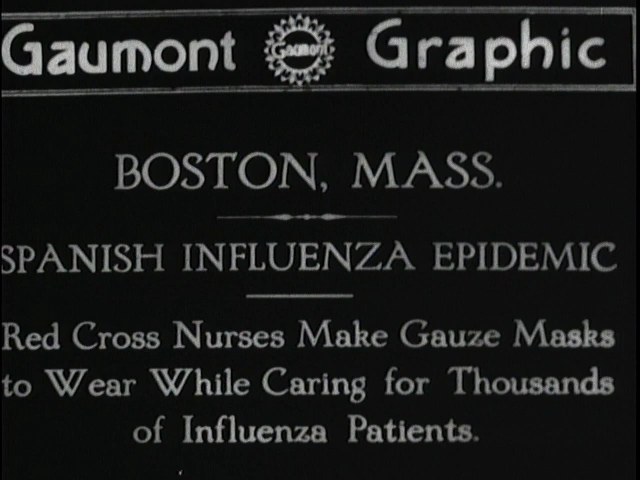 Gaumont Gaumont Graphic
BOSTON, MASS.
SPANISH INFLUENZA EPIDEMIC
Red Cross Nurses Make Gauze Masks
to Wear While Caring for Thousands
of Influenza Patients.